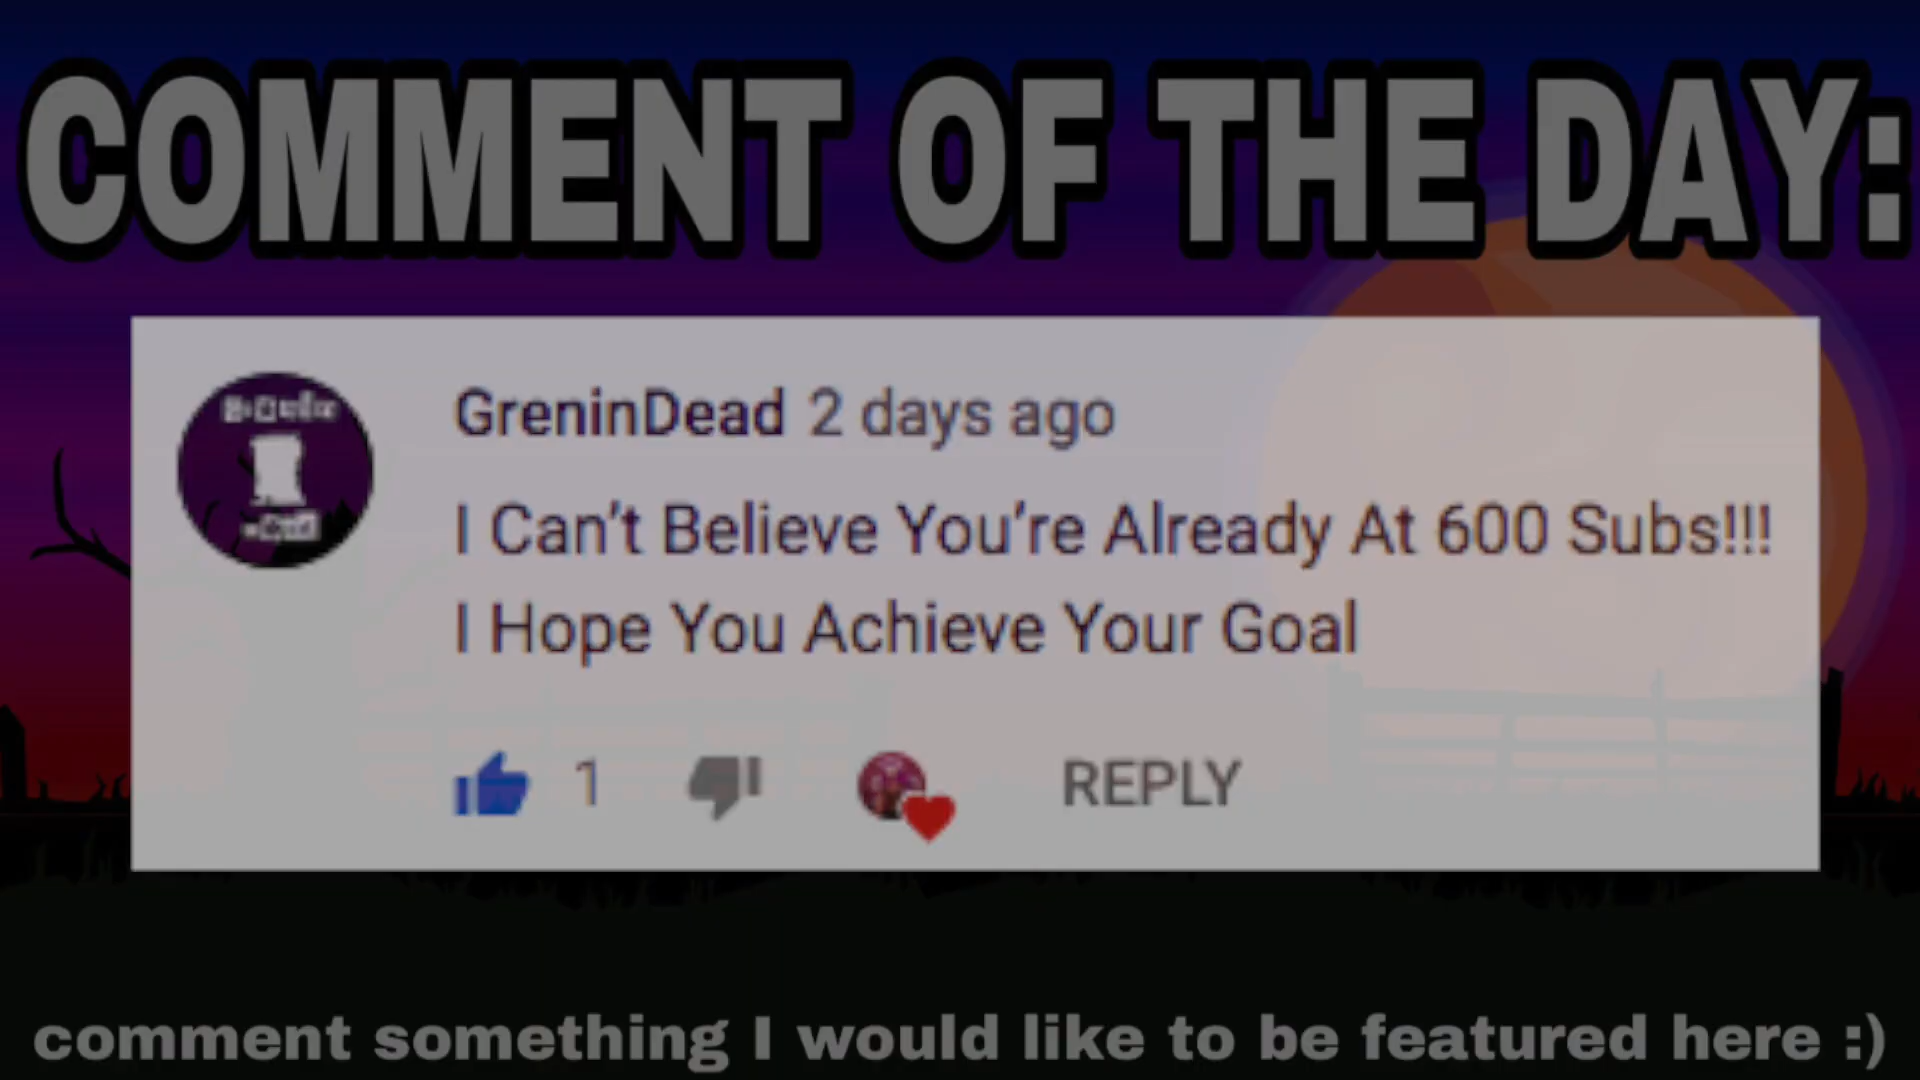 COMMENT OF THE DAY:
GreninDead 2 days ago
I Can't Believe You're Already At 600 Subs!!!
I Hope You Achieve Your Goal
1
REPLY
comment something I would like to be featured here :)